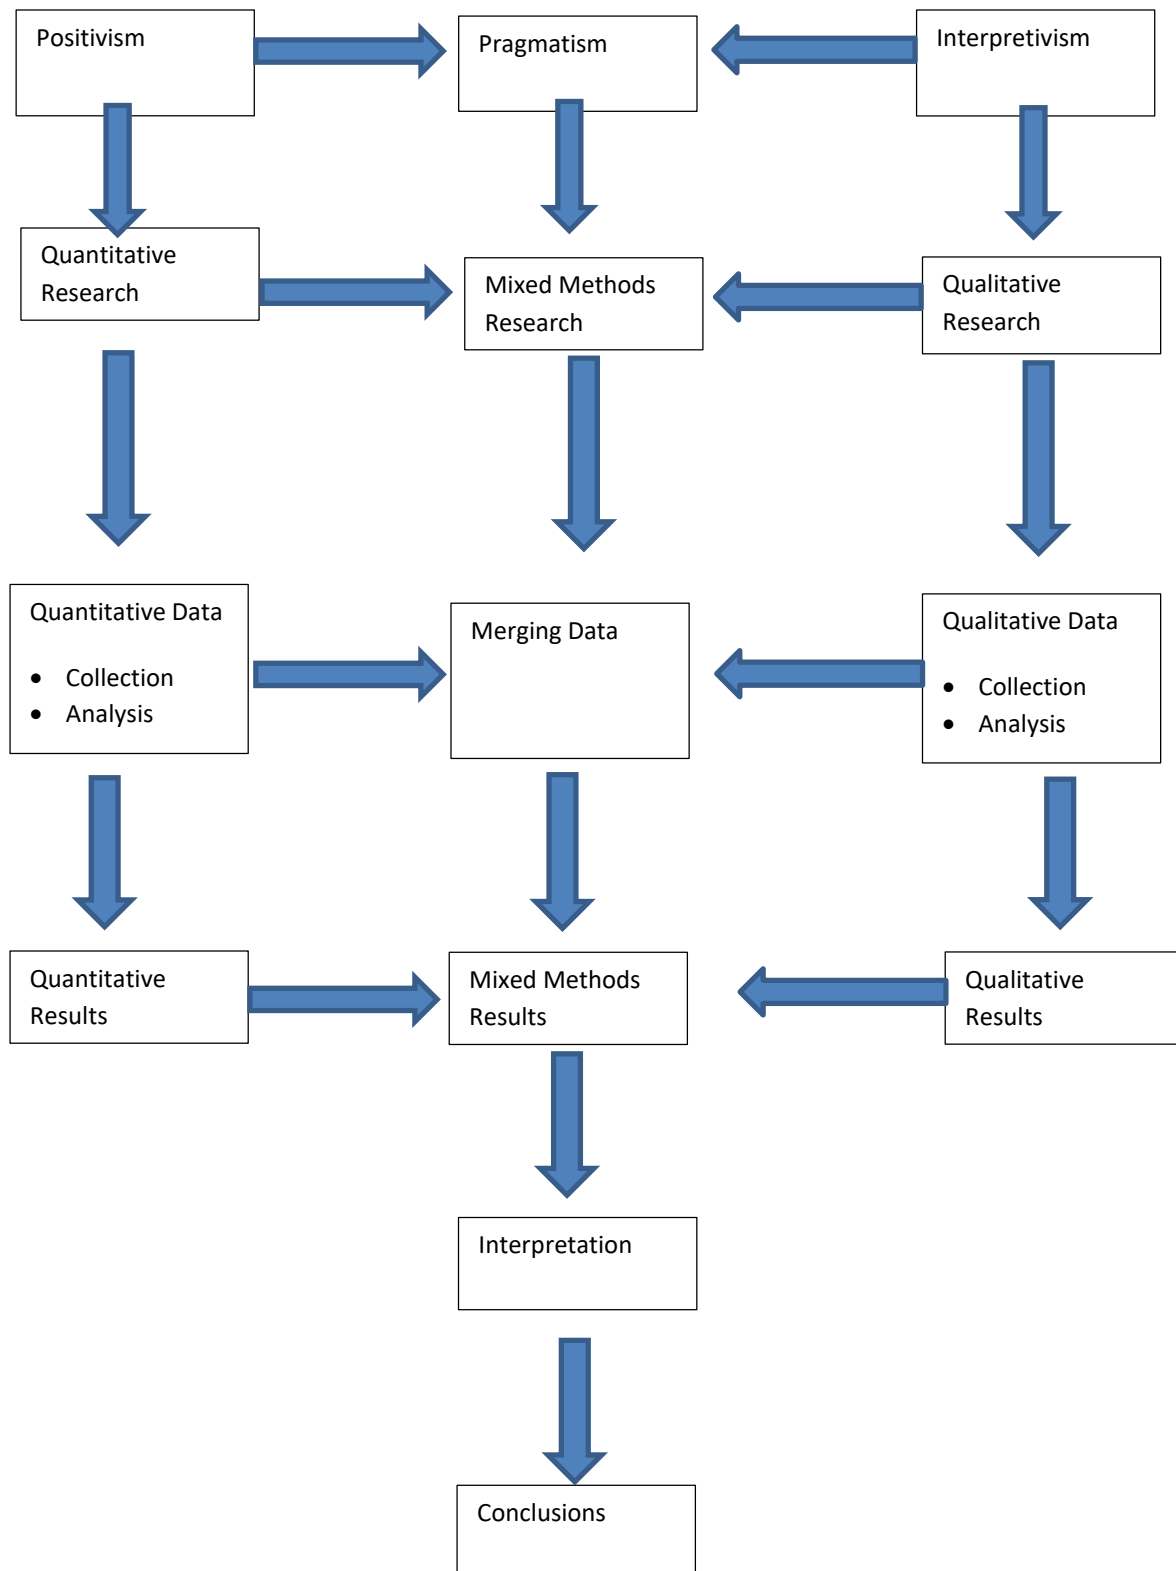 Positivism
Pragmatism
Interpretivism
Quantitative
Research
Mixed Methods
Research
Qualitative
Research
Quantitative Data
• Collection
• Analysis
Merging Data
Qualitative Data
• Collection
• Analysis
Quantitative
Results
Mixed Methods
Results
Qualitative
Results
Interpretation
Conclusions